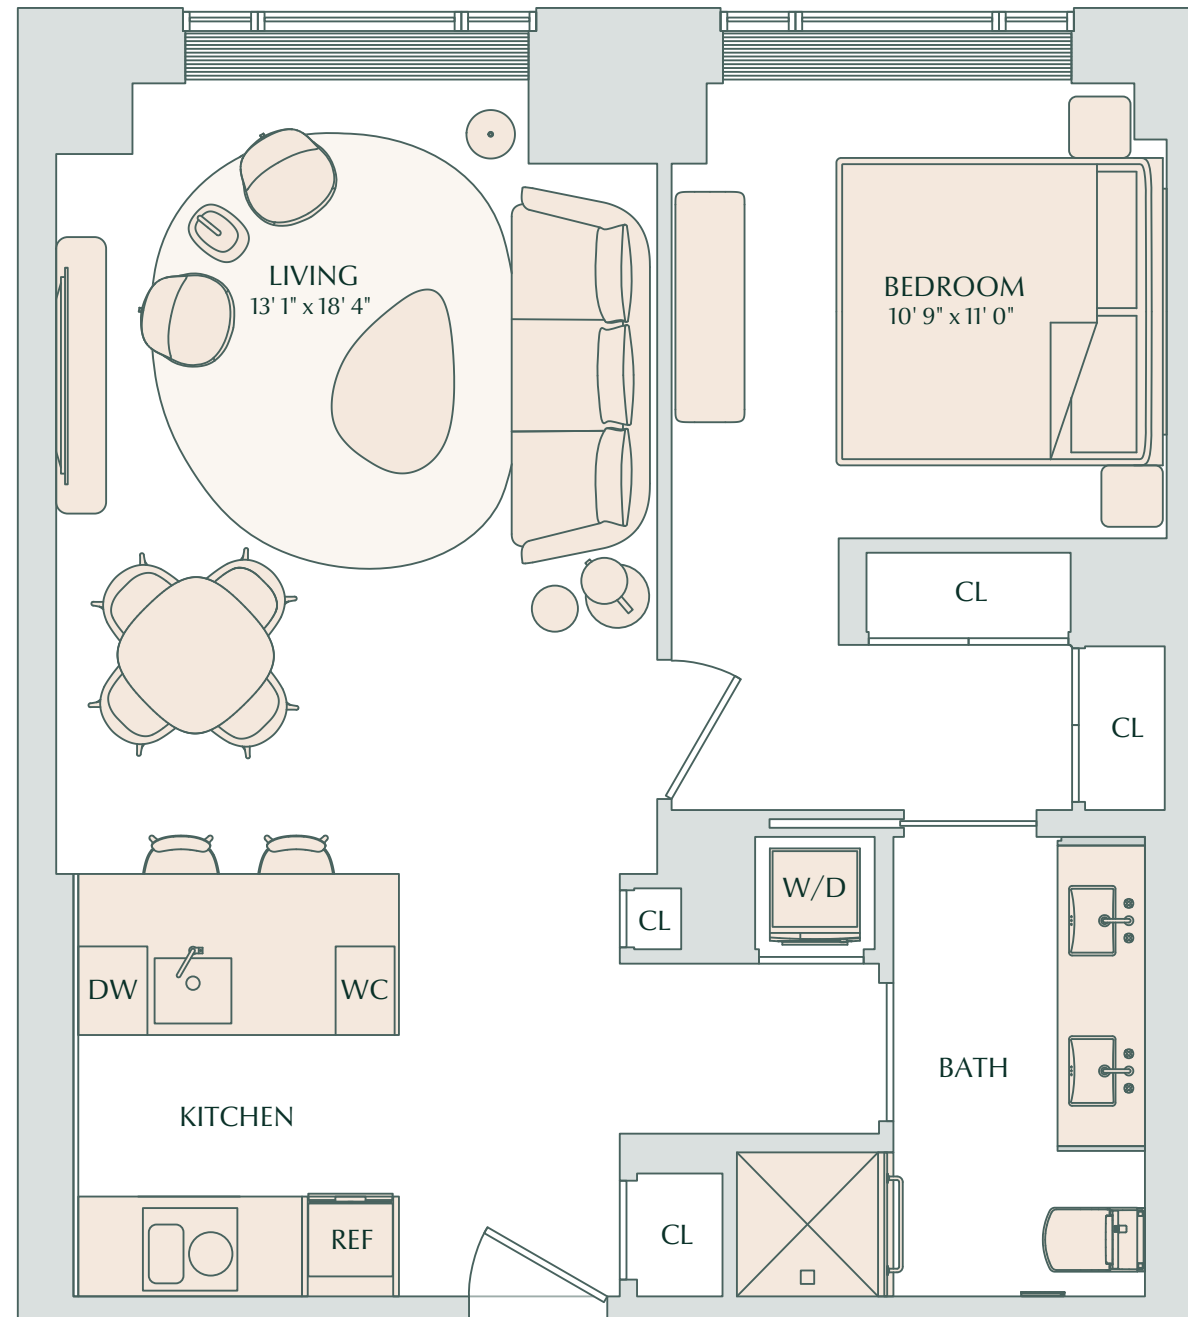 LIVING
13' 1" x 18' 4"
BEDROOM
10' 9" x 11' 0"
CL
CL
W/D
CL
DW
WC
BATH
KITCHEN
CL
REF